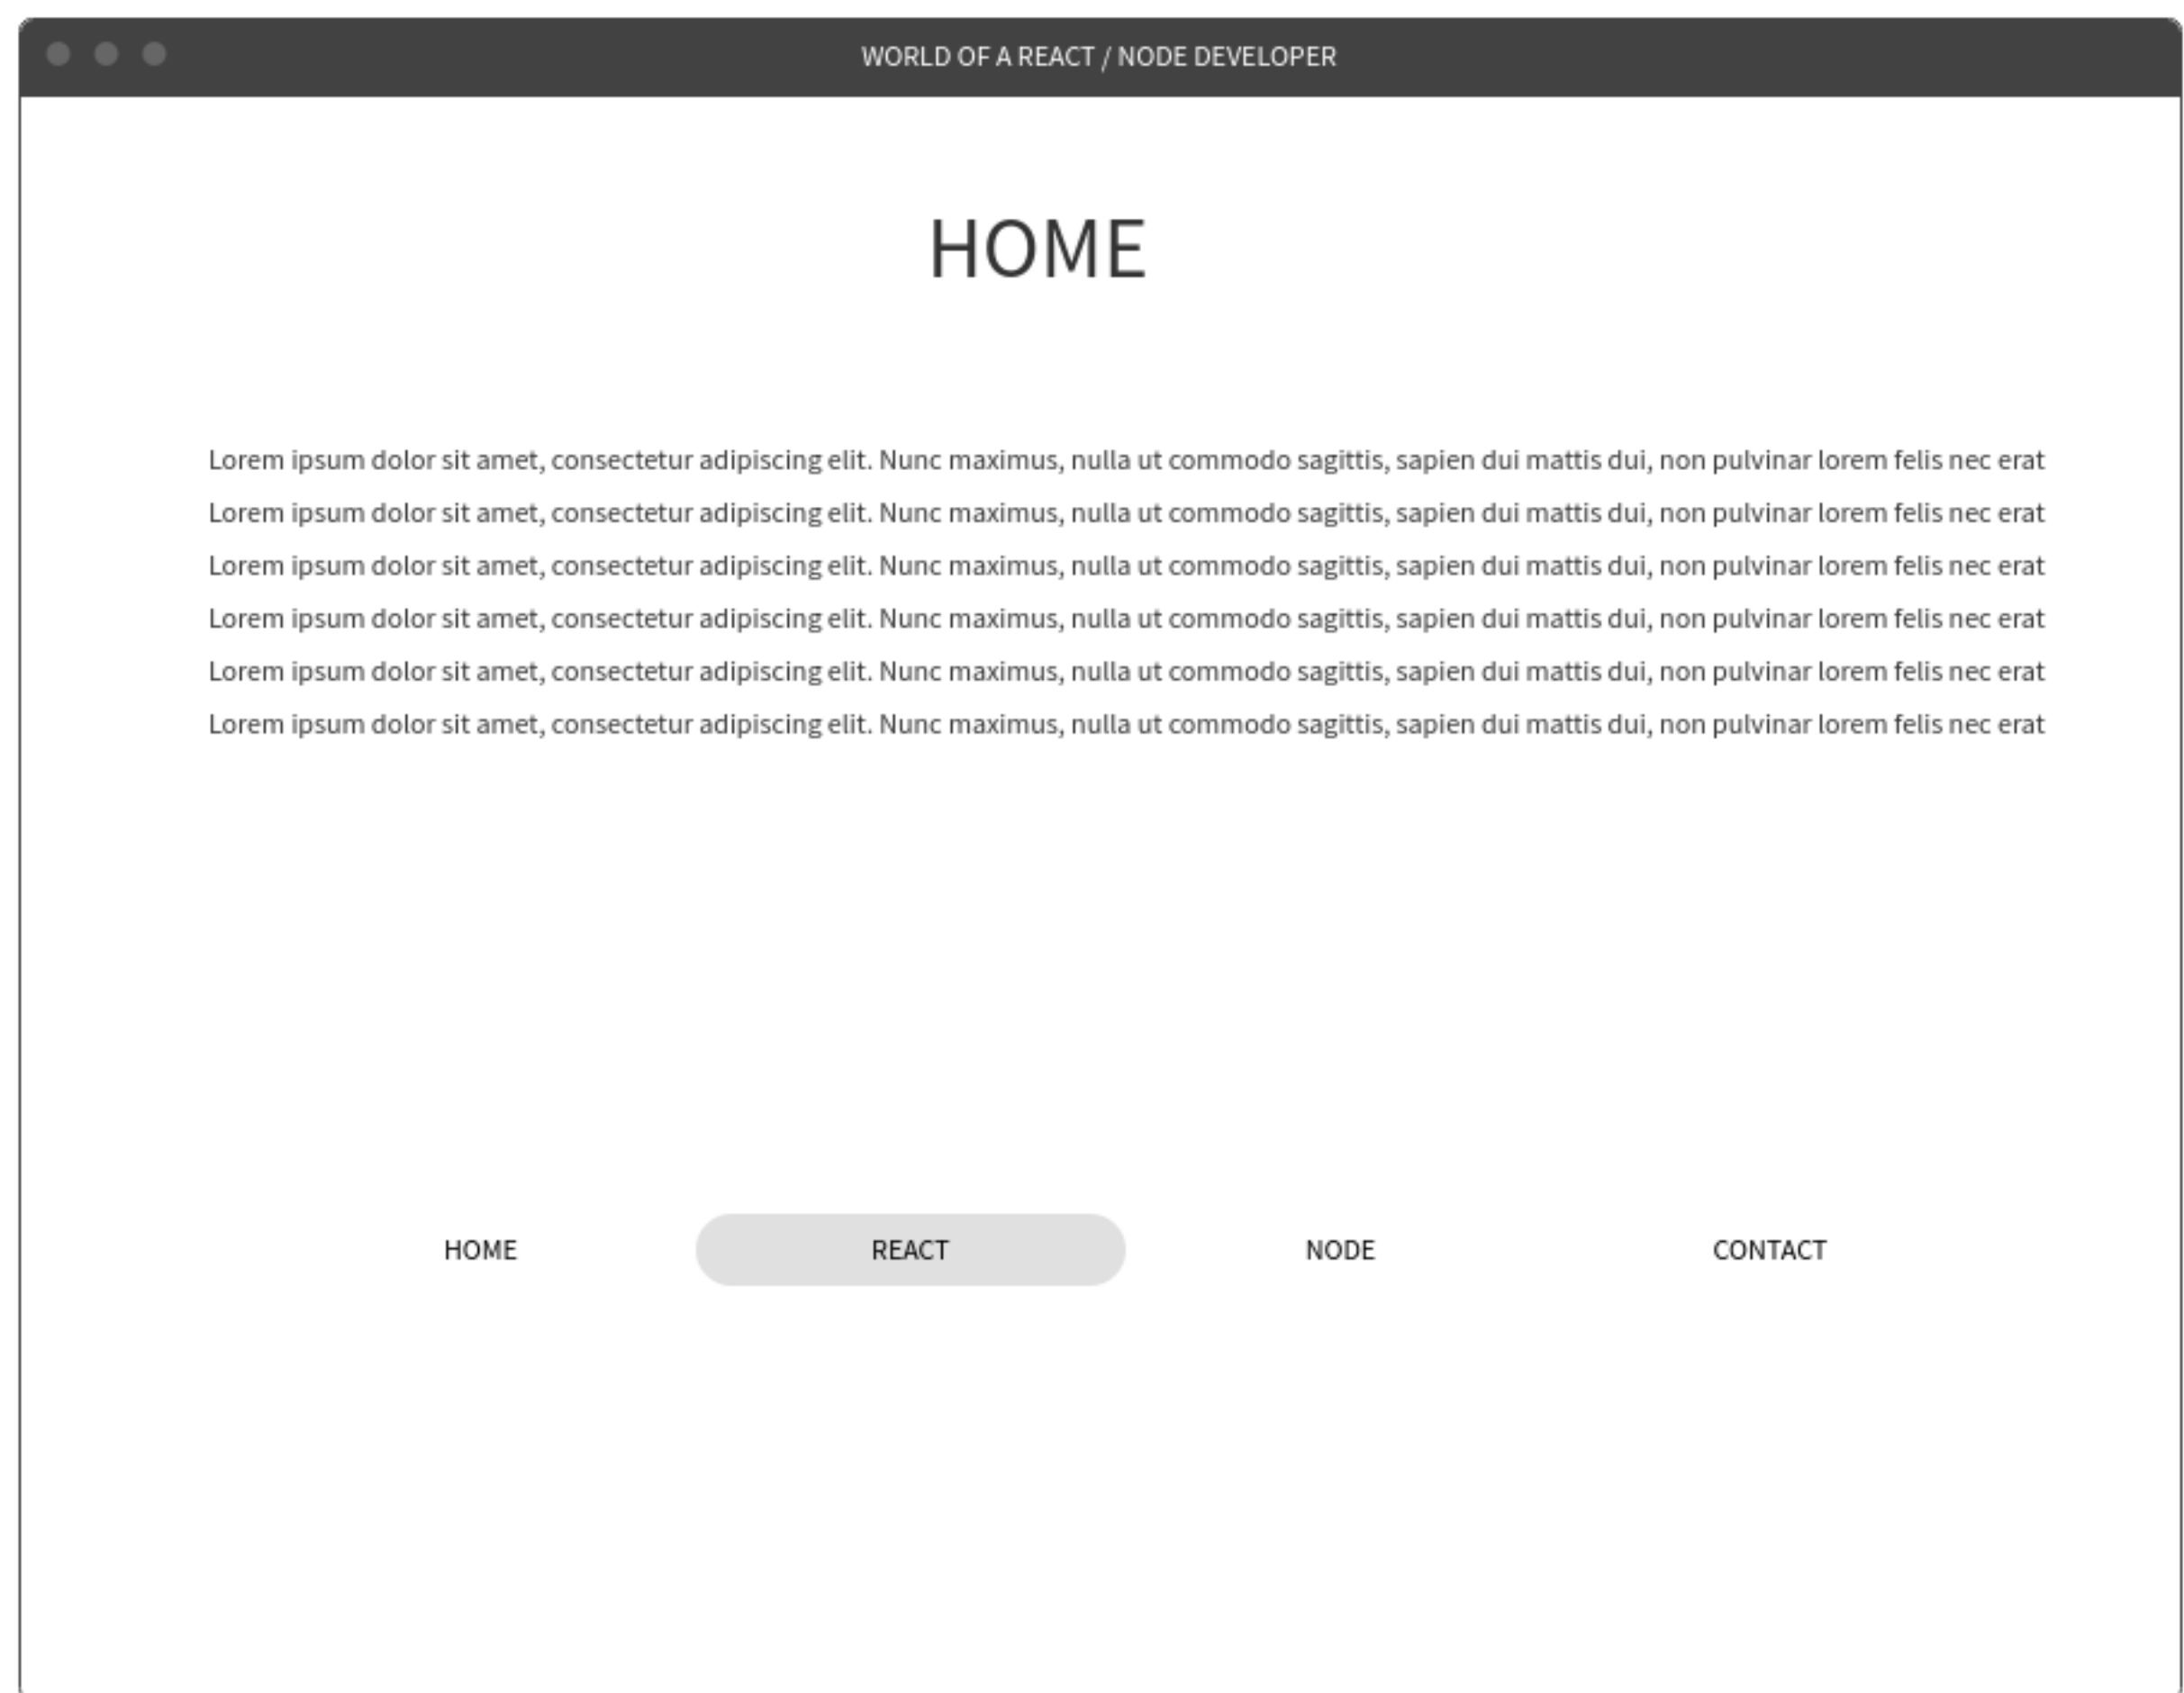 WORLD OF A REACT / NODE DEVELOPER
HOME
Lorem ipsum dolor sit amet, consectetur adipiscing elit. Nunc maximus, nulla ut commodo sagittis, sapien dui mattis dui, non pulvinar lorem felis nec erat
Lorem ipsum dolor sit amet, consectetur adipiscing elit. Nunc maximus, nulla ut commodo sagittis, sapien dui mattis dui, non pulvinar lorem felis nec erat
Lorem ipsum dolor sit amet, consectetur adipiscing elit. Nunc maximus, nulla ut commodo sagittis, sapien dui mattis dui, non pulvinar lorem felis nec erat
Lorem ipsum dolor sit amet, consectetur adipiscing elit. Nunc maximus, nulla ut commodo sagittis, sapien dui mattis dui, non pulvinar lorem felis nec erat
Lorem ipsum dolor sit amet, consectetur adipiscing elit. Nunc maximus, nulla ut commodo sagittis, sapien dui mattis dui, non pulvinar lorem felis nec erat
Lorem ipsum dolor sit amet, consectetur adipiscing elit. Nunc maximus, nulla ut commodo sagittis, sapien dui mattis dui, non pulvinar lorem felis nec erat
HOME REACT NODE CONTACT